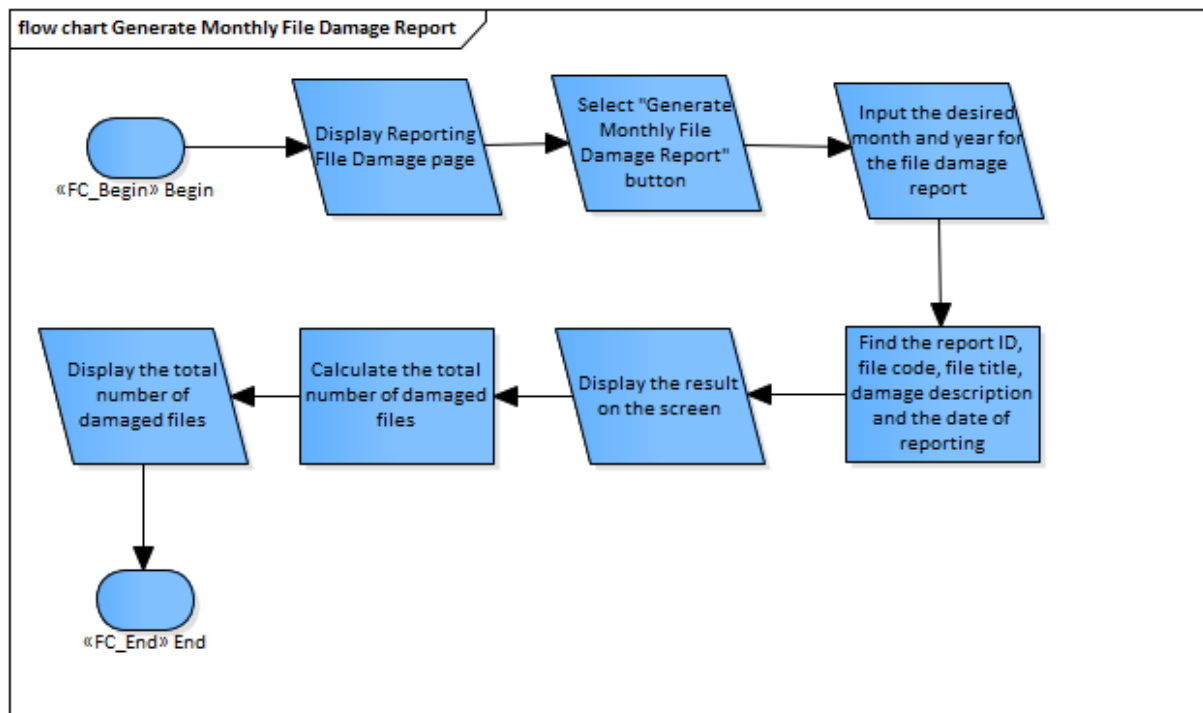 flow chart Generate Monthly File Damage Report
«FC_Begin» Begin
Display Reporting
FIle Damage page
Select "Generate
Monthly File
Damage Report"
button
Input the desired
month and year for
the file damage
report
Find the report ID,
file code, file title,
damage description
and the date of
reporting
Display the result
on the screen
Calculate the total
number of damaged
files
Display the total
number of
damaged files
«FC_End» End